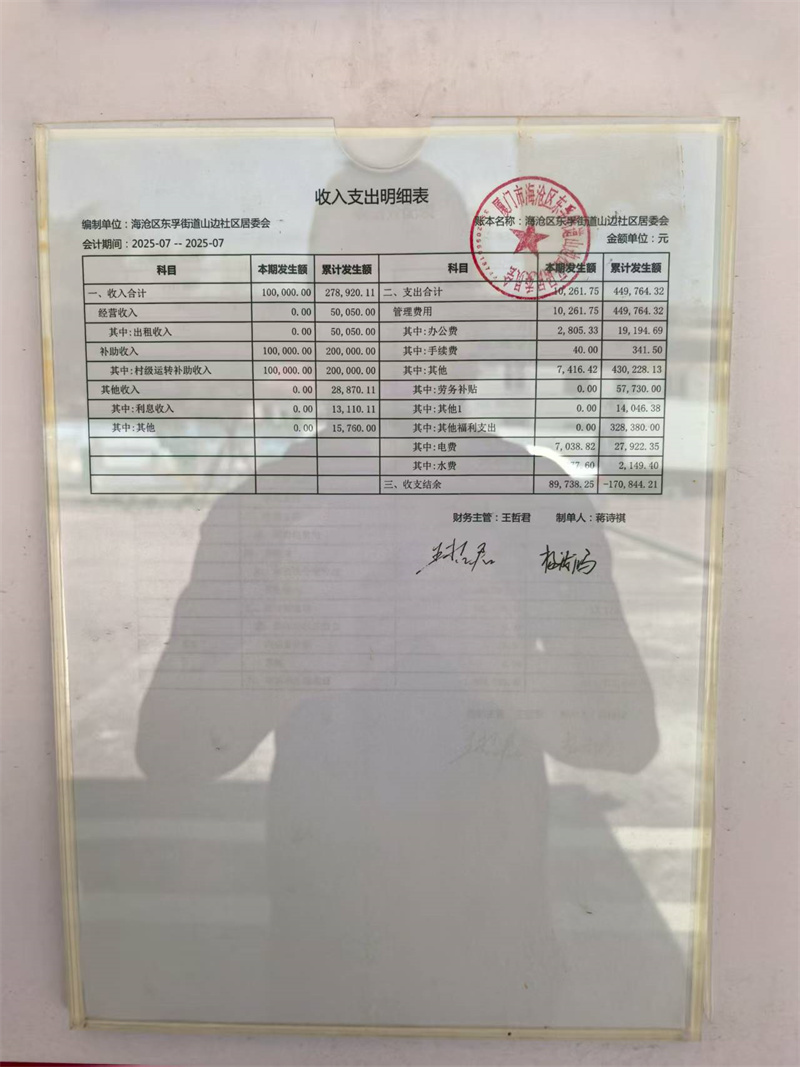 收入支出明细表
编制单位：海沧区东孚街道山边社区居委会 账本名称：海沧区东孚街道山边社区居委会
会计期间：2025-07 -- 2025-07 金额单位：元
科目 本期发生额 累计发生额 科目 本期发生额 累计发生额
一、收入合计 100,000.00 278,920.11 二、支出合计 10,261.75 449,764.32
经营收入 0.00 50,050.00 管理费用 10,261.75 449,764.32
其中:出租收入 0.00 50,050.00 其中:办公费 2,805.33 19,194.69
补助收入 100,000.00 200,000.00 其中:手续费 40.00 341.50
其中:村级运转补助收入 100,000.00 200,000.00 其中:其他 7,416.42 430,228.13
其他收入 0.00 28,870.11 其中:劳务补贴 0.00 57,730.00
其中:利息收入 0.00 13,110.11 其中:其他1 0.00 14,046.38
其中:其他 0.00 15,760.00 其中:其他福利支出 0.00 328,380.00
其中:电费 7,038.82 27,922.35
其中:水费 2,149.40
三、收支结余 89,738.25 -170,844.21
财务主管：王哲君 制单人：蒋诗祺